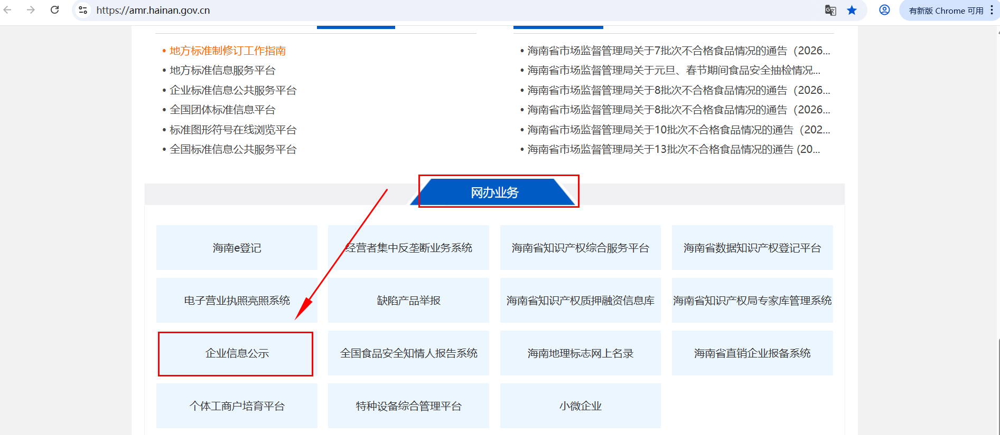 https://amr.hainan.gov.cn
有新版 Chrome 可用
• 地方标准制修订工作指南
• 地方标准信息服务平台
• 企业标准信息公共服务平台
• 全国团体标准信息平台
• 标准图形符号在线浏览平台
• 全国标准信息公共服务平台
• 海南省市场监督管理局关于7批次不合格食品情况的通告（2026...
• 海南省市场监督管理局关于元旦、春节期间食品安全抽检情况...
• 海南省市场监督管理局关于8批次不合格食品情况的通告（2026...
• 海南省市场监督管理局关于8批次不合格食品情况的通告（2026...
• 海南省市场监督管理局关于10批次不合格食品情况的通告（202...
• 海南省市场监督管理局关于13批次不合格食品情况的通告 (20...
网办业务
海南e登记
经营者集中反垄断业务系统
海南省知识产权综合服务平台
海南省数据知识产权登记平台
电子营业执照亮照系统
缺陷产品举报
海南省知识产权质押融资信息库
海南省知识产权局专家库管理系统
企业信息公示
全国食品安全知情人报告系统
海南地理标志网上名录
海南省直销企业报备系统
个体工商户培育平台
特种设备综合管理平台
小微企业